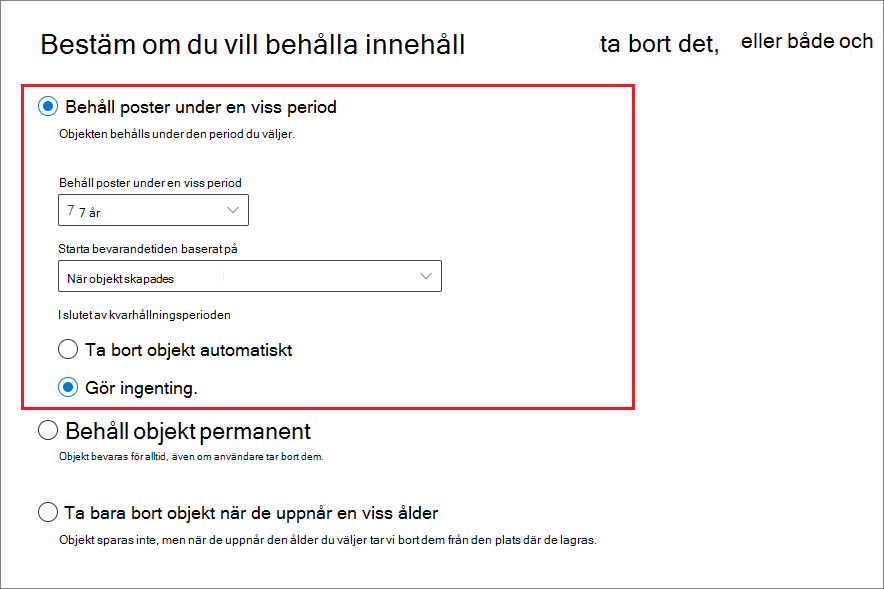 Bestäm om du vill behålla innehåll ta bort det, eller både och
Behåll poster under en viss period
Objekten behålls under den period du väljer.
Behåll poster under en viss period
7 7 år
Starta bevarandetiden baserat på
När objekt skapades
I slutet av kvarhållningsperioden
Ta bort objekt automatiskt
Gör ingenting.
Behåll objekt permanent
Objekt bevaras för alltid, även om användare tar bort dem.
Ta bara bort objekt när de uppnår en viss ålder
Objekt sparas inte, men när de uppnår den ålder du väljer tar vi bort dem från den plats där de lagras.